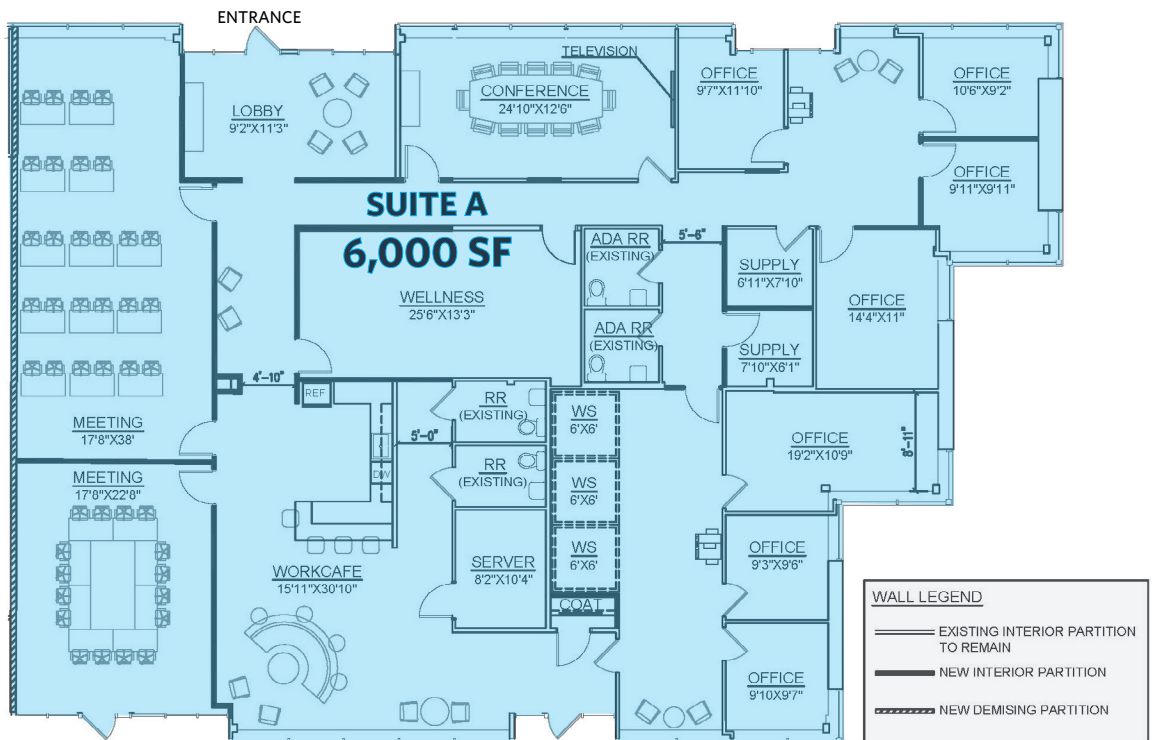 ENTRANCE
TELEVISION
LOBBY
9'2"X11'3"
CONFERENCE
24'10"X12'6"
OFFICE
9'7"X11'10"
OFFICE
10'6"X9'2"
OFFICE
9'11"X9'11"
SUITE A
6,000 SF
ADA RR
(EXISTING)
5'-6"
SUPPLY
6'11"X7'10"
WELLNESS
25'6"X13'3"
OFFICE
14'4"X11"
ADA RR
(EXISTING)
SUPPLY
7'10"X6'1"
4'-10"
REF
RR
(EXISTING)
WS
6'X6'
MEETING
17'8"X38'
5'-0"
OFFICE
19'2"X10'9"
8'-11"
MEETING
17'8"X22'8"
DW
RR
(EXISTING)
WS
6'X6'
WORKCAFE
15'11"X30'10"
SERVER
8'2"X10'4"
WS
6'X6'
OFFICE
9'3"X9'6"
COAT
OFFICE
9'10X9'7"
WALL LEGEND
EXISTING INTERIOR PARTITION
TO REMAIN
NEW INTERIOR PARTITION
NEW DEMISING PARTITION